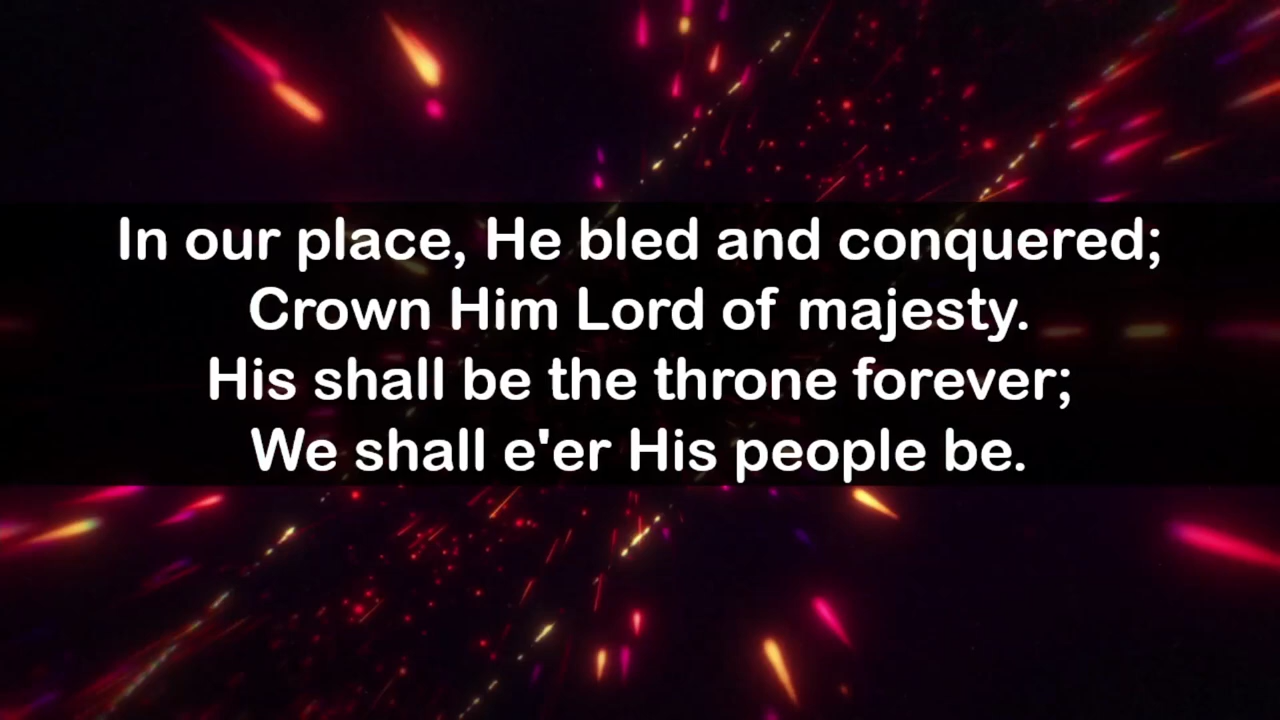 In our place, He bled and conquered;
Crown Him Lord of majesty.
His shall be the throne forever;
We shall e'er His people be.